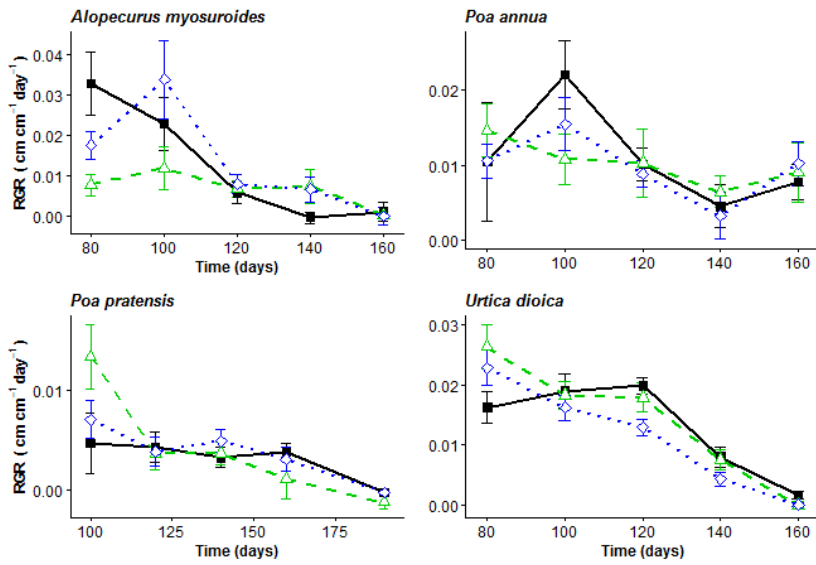 Alopecurus myosuroides
Poa annua
RGR ( cm cm⁻¹ day⁻¹)
0.04
0.03
0.02
0.01
0.00
80 100 120 140 160
Time (days)
0.02
0.01
0.00
80 100 120 140 160
Time (days)
Poa pratensis
Urtica dioica
RGR ( cm cm⁻¹ day⁻¹)
0.01
0.00
100 125 150 175
Time (days)
0.03
0.02
0.01
0.00
80 100 120 140 160
Time (days)